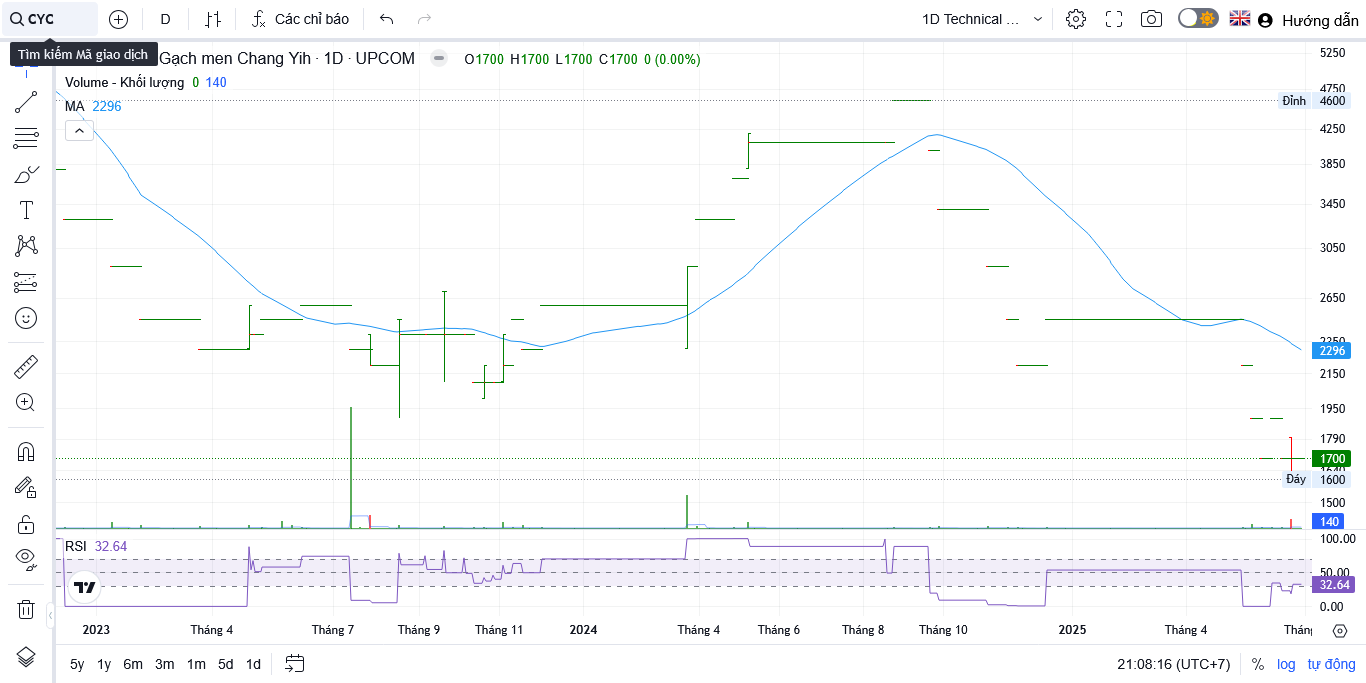 CYC
D
Các chỉ báo
1D Technical ...
Hướng dẫn
Tìm kiếm Mã giao dịch
Gạch men Chang Yih · 1D · UPCOM
O1700 H1700 L1700 C1700 0 (0.00%)
Volume - Khối lượng 0 140
MA 2296
5250
4750
Đỉnh 4600
4250
3850
3450
3050
2650
2250
2296
2150
1950
1790
1700
1640
Đáy 1600
1500
140
RSI 32.64
100.00
50.00
32.64
0.00
2023 Tháng 4 Tháng 7 Tháng 9 Tháng 11 2024 Tháng 4 Tháng 6 Tháng 8 Tháng 10 2025 Tháng 4 Tháng
5y 1y 6m 3m 1m 5d 1d
21:08:16 (UTC+7) % log tự động